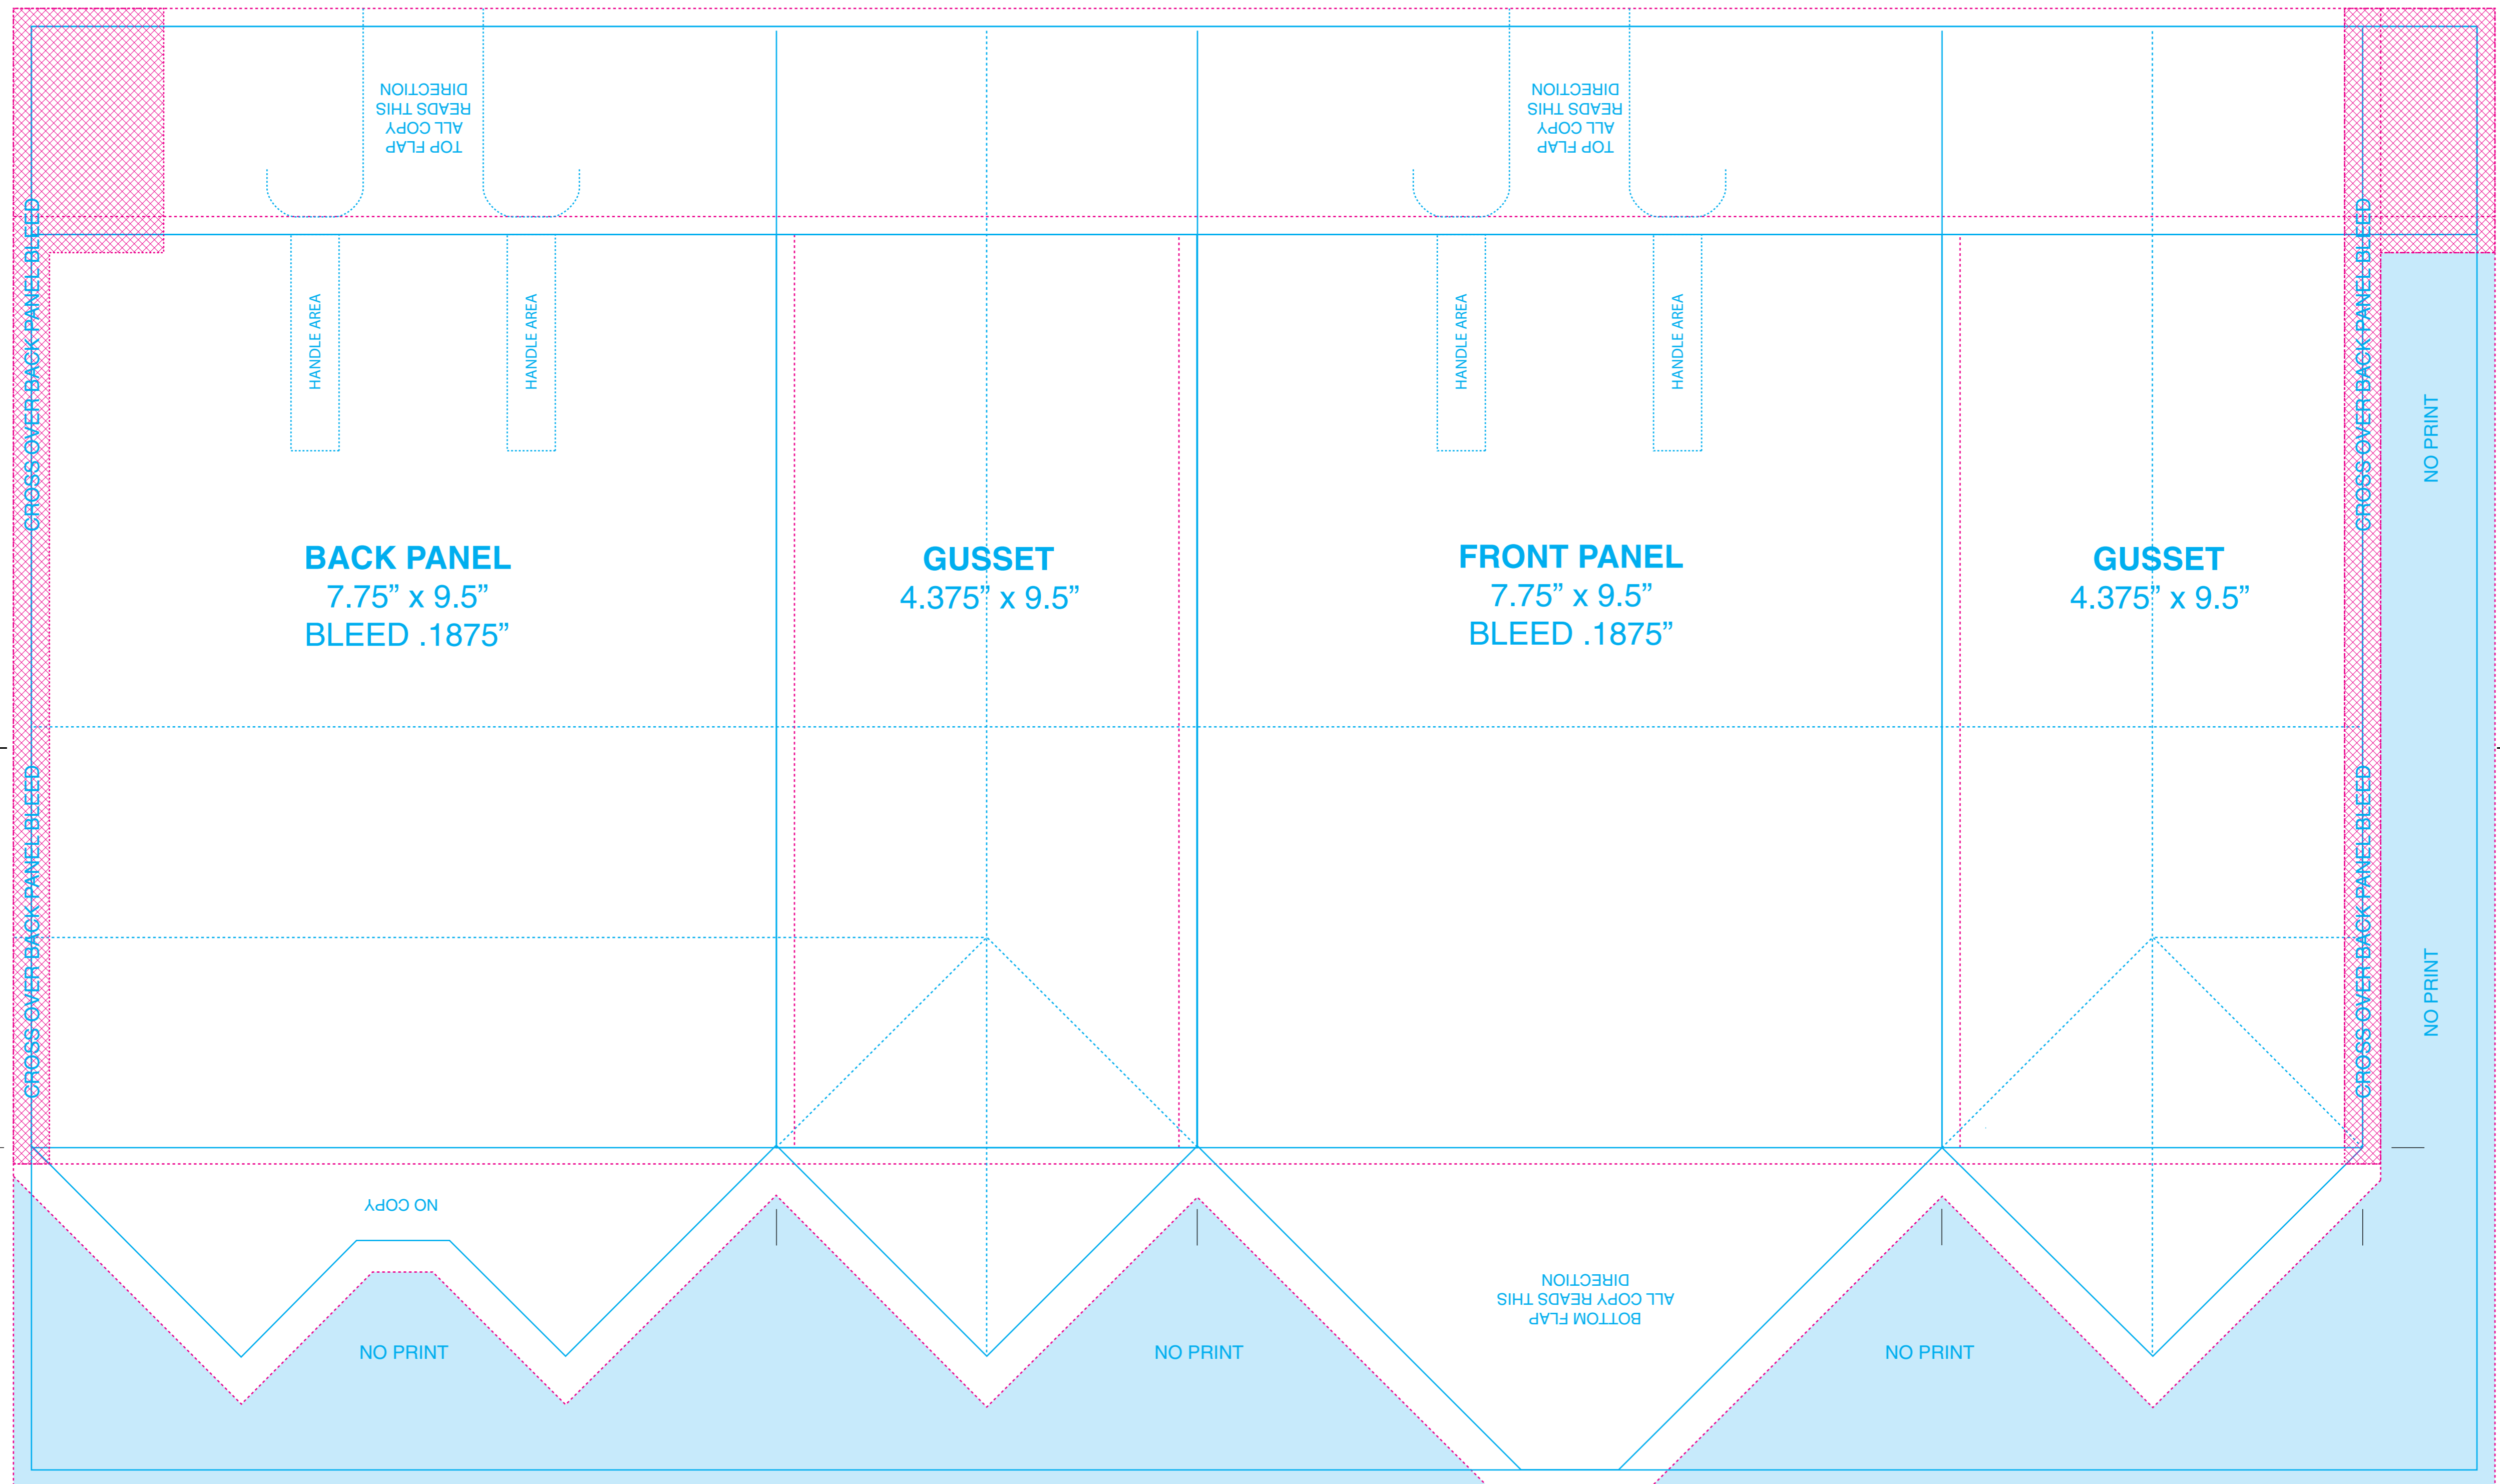 TOP FLAP
ALL COPY
READS THIS
DIRECTION
TOP FLAP
ALL COPY
READS THIS
DIRECTION
CROSS OVER BACK PANEL BLEED
HANDLE AREA
HANDLE AREA
HANDLE AREA
HANDLE AREA
CROSS OVER BACK PANEL BLEED
NO PRINT
BACK PANEL
7.75” x 9.5”
BLEED .1875”
GUSSET
4.375” x 9.5”
FRONT PANEL
7.75” x 9.5”
BLEED .1875”
GUSSET
4.375” x 9.5”
CROSS OVER BACK PANEL BLEED
CROSS OVER BACK PANEL BLEED
NO PRINT
NO COPY
BOTTOM FLAP
ALL COPY READS THIS
DIRECTION
NO PRINT
NO PRINT
NO PRINT